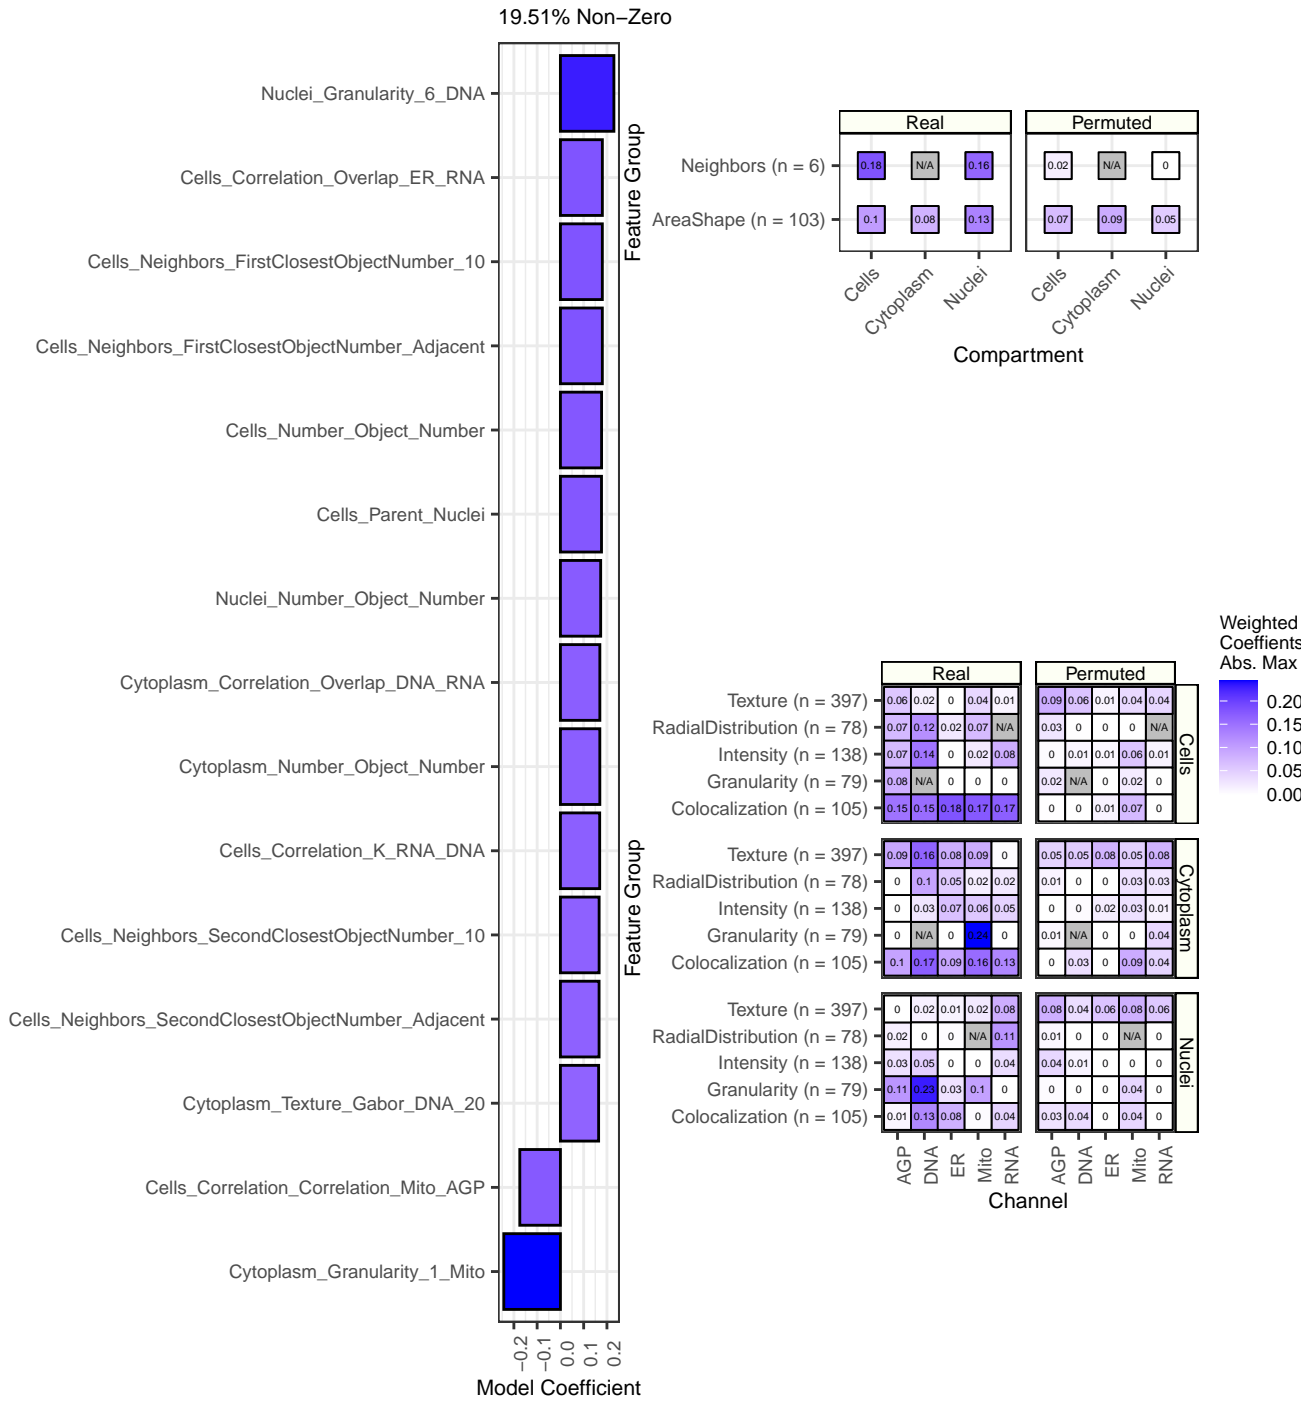 19.51% Non−Zero
Nuclei_Granularity_6_DNA
Cells_Correlation_Overlap_ER_RNA
Cells_Neighbors_FirstClosestObjectNumber_10
Cells_Neighbors_FirstClosestObjectNumber_Adjacent
Cells_Number_Object_Number
Cells_Parent_Nuclei
Nuclei_Number_Object_Number
Cytoplasm_Correlation_Overlap_DNA_RNA
Cytoplasm_Number_Object_Number
Cells_Correlation_K_RNA_DNA
Cells_Neighbors_SecondClosestObjectNumber_10
Cells_Neighbors_SecondClosestObjectNumber_Adjacent
Cytoplasm_Texture_Gabor_DNA_20
Cells_Correlation_Correlation_Mito_AGP
Cytoplasm_Granularity_1_Mito
−0.2 −0.1 0.0 0.1 0.2
Model Coefficient
Feature Group
Real Permuted
Neighbors (n = 6) 0.18 N/A 0.16 0.02 N/A 0
AreaShape (n = 103) 0.1 0.08 0.13 0.07 0.09 0.05
Cells Cytoplasm Nuclei Cells Cytoplasm Nuclei
Compartment
Feature Group
Real Permuted
Texture (n = 397) 0.06 0.02 0 0.04 0.01 0.09 0.06 0.01 0.04 0.04
RadialDistribution (n = 78) 0.07 0.12 0.02 0.07 N/A 0.03 0 0 0 N/A
Intensity (n = 138) 0.07 0.14 0 0.02 0.08 0 0.01 0.01 0.06 0.01
Granularity (n = 79) 0.08 N/A 0 0 0 0.02 N/A 0 0.02 0
Colocalization (n = 105) 0.15 0.15 0.18 0.17 0.17 0 0 0.01 0.07 0
Cells
Texture (n = 397) 0.09 0.16 0.08 0.09 0 0.05 0.05 0.08 0.05 0.08
RadialDistribution (n = 78) 0 0.1 0.05 0.02 0.02 0.01 0 0 0.03 0.03
Intensity (n = 138) 0 0.03 0.07 0.06 0.05 0 0 0.02 0.03 0.01
Granularity (n = 79) 0 N/A 0 0.24 0 0.01 N/A 0 0 0.04
Colocalization (n = 105) 0.1 0.17 0.09 0.16 0.13 0 0.03 0 0.09 0.04
Cytoplasm
Texture (n = 397) 0 0.02 0.01 0.02 0.08 0.08 0.04 0.06 0.08 0.06
RadialDistribution (n = 78) 0.02 0 0 N/A 0.11 0.01 0 0 N/A 0
Intensity (n = 138) 0.03 0.05 0 0 0.04 0.04 0.01 0 0 0
Granularity (n = 79) 0.11 0.23 0.03 0.1 0 0 0 0 0.04 0
Colocalization (n = 105) 0.01 0.13 0.08 0 0.04 0.03 0.04 0 0.04 0
Nuclei
AGP DNA ER Mito RNA AGP DNA ER Mito RNA
Channel
Weighted
Coeffients
Abs. Max
0.20
0.15
0.10
0.05
0.00